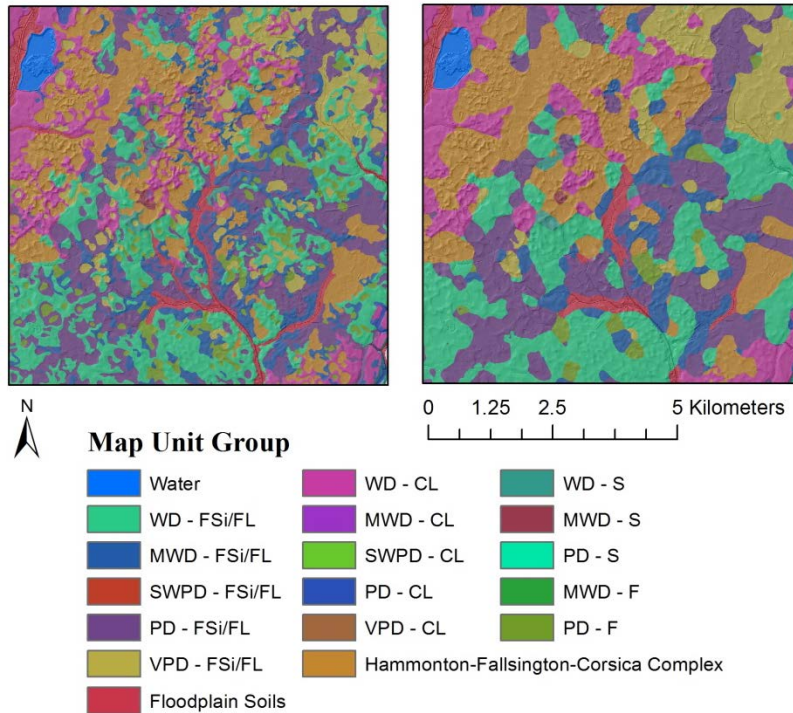 N
0 1.25 2.5 5 Kilometers
Map Unit Group
Water
WD - FSi/FL
MWD - FSi/FL
SWPD - FSi/FL
PD - FSi/FL
VPD - FSi/FL
Floodplain Soils
WD - CL
MWD - CL
SWPD - CL
PD - CL
VPD - CL
Hammonton-Fallsington-Corsica Complex
WD - S
MWD - S
PD - S
MWD - F
PD - F